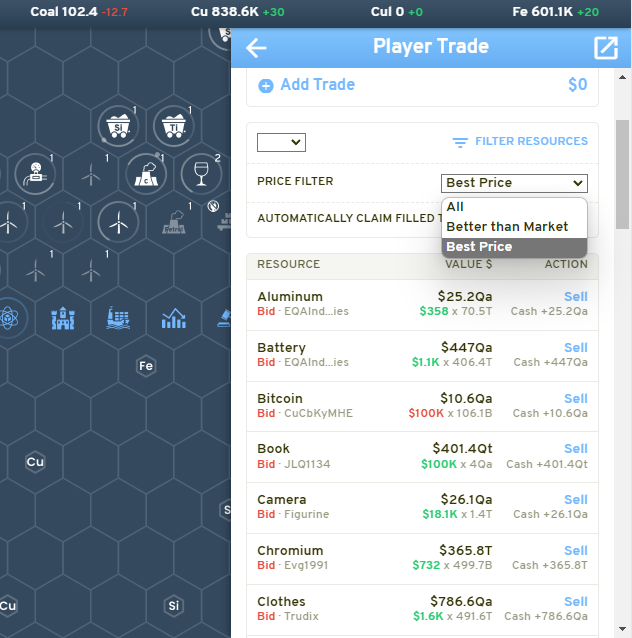 Coal 102.4 -12.7 Cu 838.6K +30 Cul 0 +0 Fe 601.1K +20
Player Trade
Add Trade $0
FILTER RESOURCES
PRICE FILTER Best Price
All
AUTOMATICALLY CLAIM FILLED T
Better than Market
Best Price
RESOURCE VALUE $ ACTION
Aluminum $25.2Qa Sell
Bid · EQAInd...ies $358 x 70.5T Cash +25.2Qa
Battery $447Qa Sell
Bid · EQAInd...ies $1.1K x 406.4T Cash +447Qa
Bitcoin $10.6Qa Sell
Bid · CuCbKyMHE $100K x 106.1B Cash +10.6Qa
Book $401.4Qt Sell
Bid · JLQ1134 $100K x 4Qa Cash +401.4Qt
Camera $26.1Qa Sell
Bid · Figurine $18.1K x 1.4T Cash +26.1Qa
Chromium $365.8T Sell
Bid · Evg1991 $732 x 499.7B Cash +365.8T
Clothes $786.6Qa Sell
Bid · Trudix $1.6K x 491.6T Cash +786.6Qa
S
1 1
Si Ti
1 1 1 2
C
1 1 1
1 1
Fe
Cu
S
Cu Si